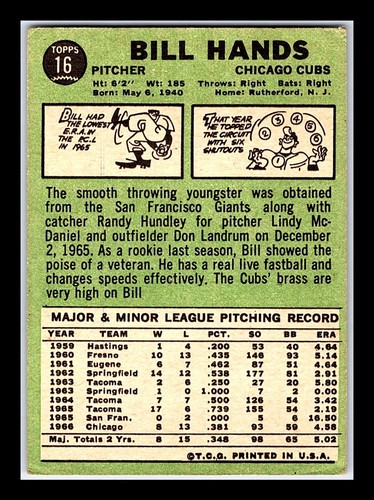 TOPPS
16
BILL HANDS
PITCHER CHICAGO CUBS
Ht: 6'2" Wt: 185 Throws: Right Bats: Right
Born: May 6, 1940 Home: Rutherford, N. J.
BILL HAD
THE LOWEST
E.R.A. IN
THE P.C.L.
IN 1965
THAT YEAR
HE TOPPED
THE CIRCUIT
WITH SIX
SHUTOUTS
1 2 3 4 5 6
The smooth throwing youngster was obtained
from the San Francisco Giants along with
catcher Randy Hundley for pitcher Lindy Mc-
Daniel and outfielder Don Landrum on December
2, 1965. As a rookie last season, Bill showed the
poise of a veteran. He has a real live fastball and
changes speeds effectively. The Cubs' brass are
very high on Bill
MAJOR & MINOR LEAGUE PITCHING RECORD
YEAR TEAM W L PCT. SO BB ERA
1959 Hastings 1 4 .200 53 40 4.64
1960 Fresno 10 13 .435 146 93 5.14
1961 Eugene 6 7 .462 87 51 4.64
1962 Springfield 14 12 .538 177 81 2.91
1963 Tacoma 2 6 .250 27 20 5.80
1963 Springfield 1 0 1.000 7 2 0.00
1964 Tacoma 7 7 .500 126 54 3.42
1965 Tacoma 17 6 .739 155 54 2.19
1965 San Fran. 0 2 .000 5 6 16.50
1966 Chicago 8 13 .381 93 59 4.58
Maj. Totals 2 Yrs. 8 15 .348 98 65 5.02
©T.C.G. PRINTED IN U.S.A.